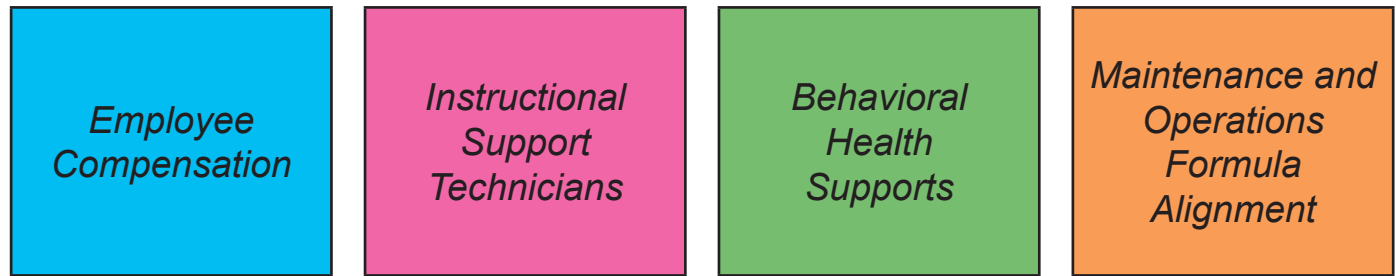 Employee
Compensation
Instructional
Support
Technicians
Behavioral
Health
Supports
Maintenance and
Operations
Formula
Alignment